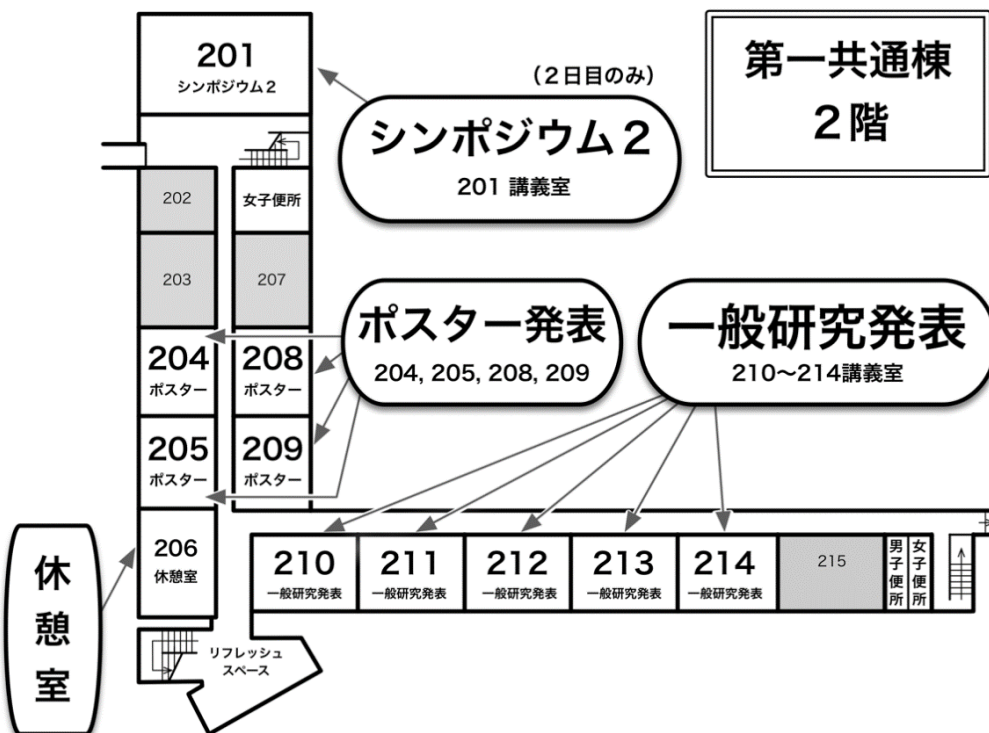 201
シンポジウム2
(2日目のみ)
シンポジウム2
201 講義室
第一共通棟
2階
202
女子便所
203
207
204
ポスター
208
ポスター
ポスター発表
204, 205, 208, 209
一般研究発表
210〜214講義室
205
ポスター
209
ポスター
206
休憩室
休憩室
210
一般研究発表
211
一般研究発表
212
一般研究発表
213
一般研究発表
214
一般研究発表
215
男子便所
女子便所
リフレッシュ
スペース